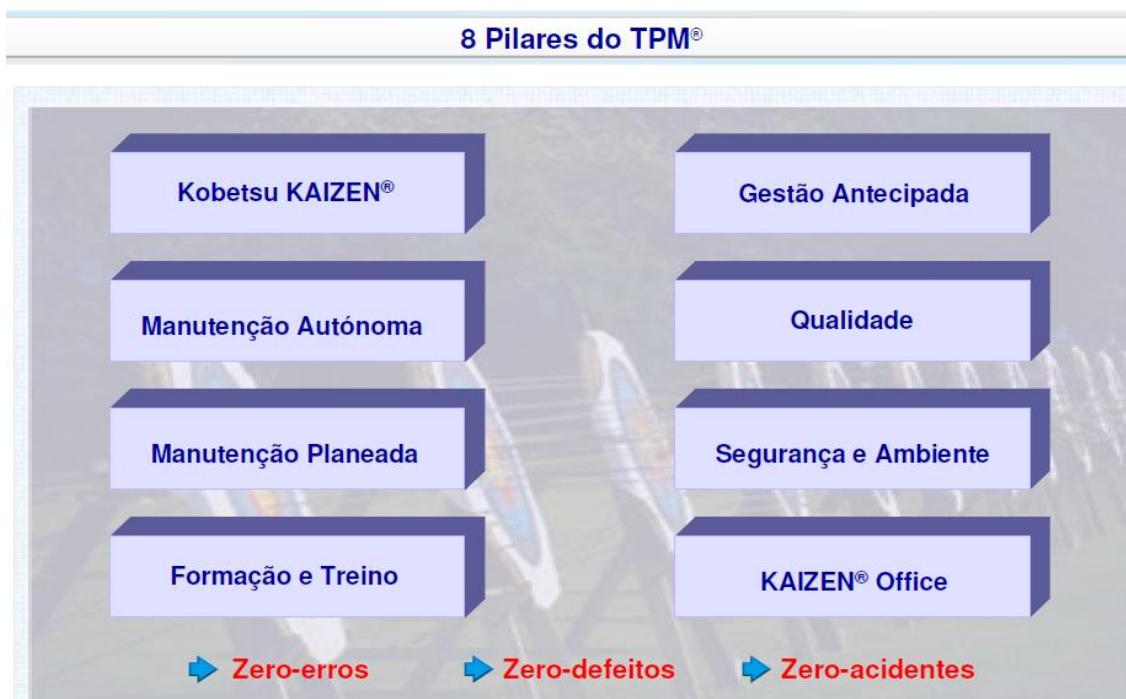 8 Pilares do TPM®
Kobetsu KAIZEN®
Gestão Antecipada
Manutenção Autónoma
Qualidade
Manutenção Planeada
Segurança e Ambiente
Formação e Treino
KAIZEN® Office
Zero-erros
Zero-defeitos
Zero-acidentes